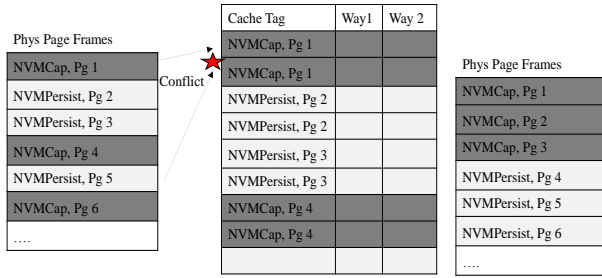 Phys Page Frames
NVMCap, Pg 1
NVMPersist, Pg 2
NVMPersist, Pg 3
NVMCap, Pg 4
NVMPersist, Pg 5
NVMCap, Pg 6
….
Conflict
Cache Tag Way1 Way 2
NVMCap, Pg 1
NVMCap, Pg 1
NVMPersist, Pg 2
NVMPersist, Pg 2
NVMPersist, Pg 3
NVMPersist, Pg 3
NVMCap, Pg 4
NVMCap, Pg 4
Phys Page Frames
NVMCap, Pg 1
NVMCap, Pg 2
NVMCap, Pg 3
NVMPersist, Pg 4
NVMPersist, Pg 5
NVMPersist, Pg 6
….